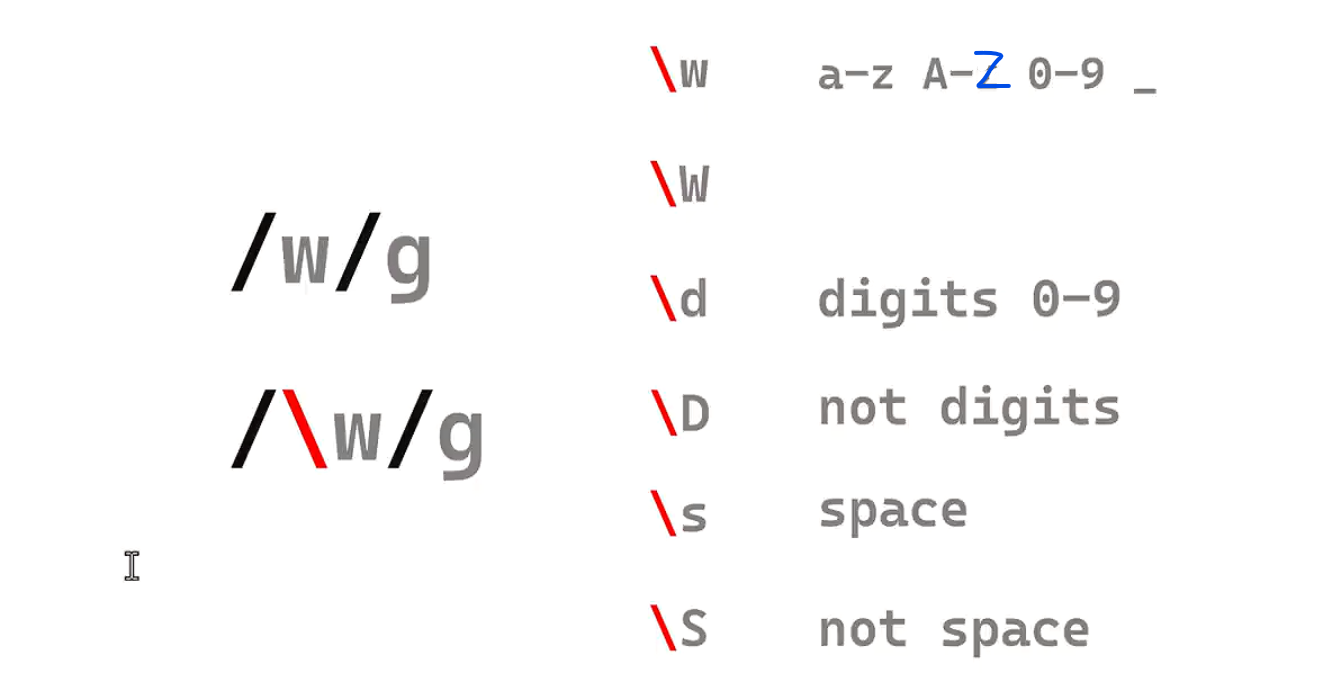 /w/g
/\w/g
\w a-z A-Z 0-9 _
\W
\d digits 0-9
\D not digits
\s space
\S not space